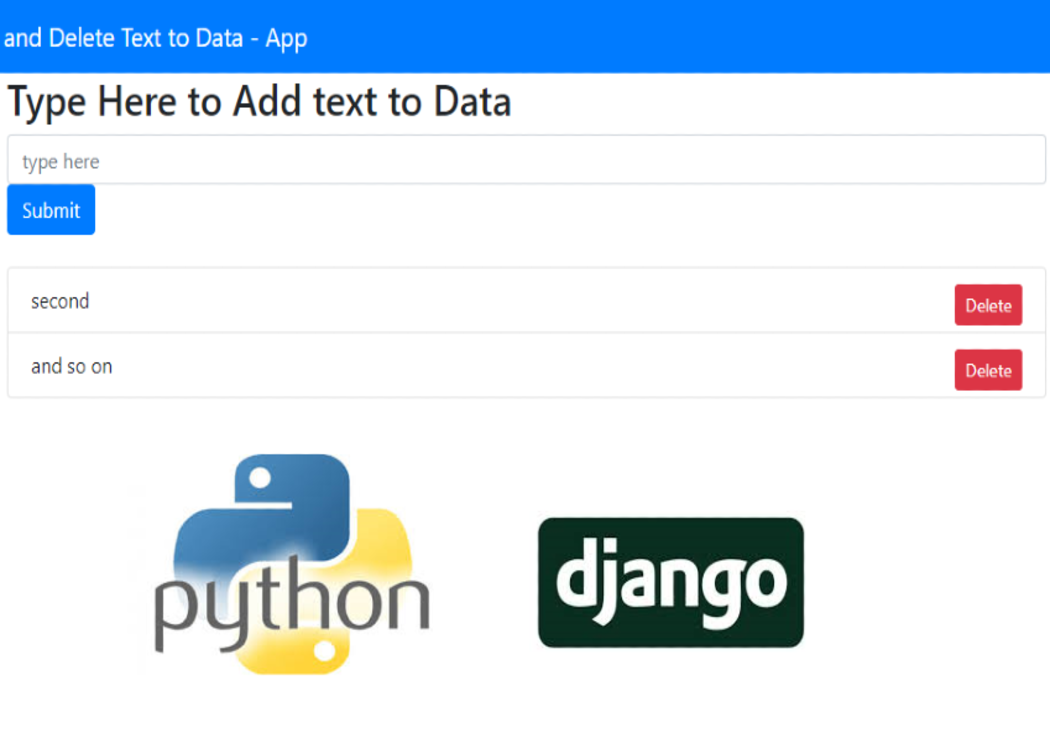 and Delete Text to Data - App
Type Here to Add text to Data
type here
Submit
second
Delete
and so on
Delete
python
django